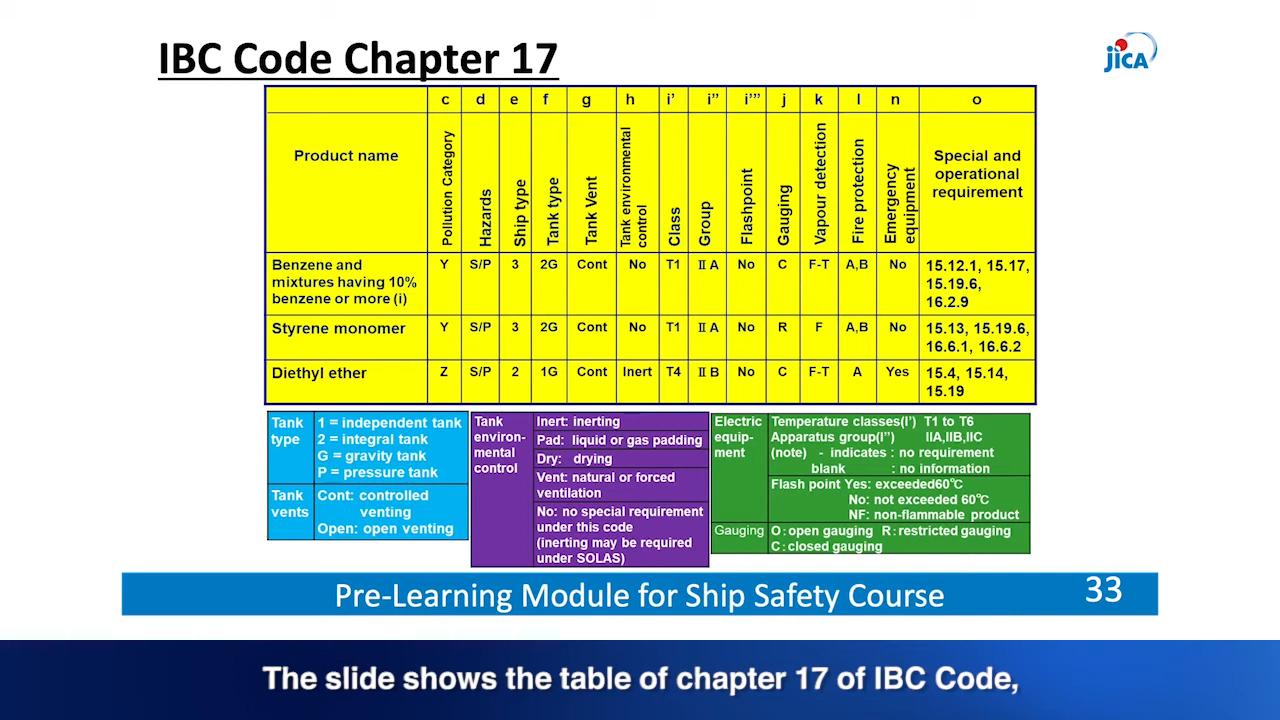 IBC Code Chapter 17
JICA
c d e f g h i’ i” i’” j k l n o
Product name
Pollution Category
Hazards
Ship type
Tank type
Tank Vent
Tank environmental
control
Class
Group
Flashpoint
Gauging
Vapour detection
Fire protection
Emergency
equipment
Special and
operational
requirement
Benzene and
mixtures having 10%
benzene or more (i)
Y S/P 3 2G Cont No T1 ⅡA No C F-T A,B No
15.12.1, 15.17,
15.19.6,
16.2.9
Styrene monomer
Y S/P 3 2G Cont No T1 ⅡA No R F A,B No
15.13, 15.19.6,
16.6.1, 16.6.2
Diethyl ether
Z S/P 2 1G Cont Inert T4 ⅡB No C F-T A Yes
15.4, 15.14,
15.19
Tank
type
1 = independent tank
2 = integral tank
G = gravity tank
P = pressure tank
Tank
vents
Cont: controlled
venting
Open: open venting
Tank
environ-
mental
control
Inert: inerting
Pad: liquid or gas padding
Dry: drying
Vent: natural or forced
ventilation
No: no special requirement
under this code
(inerting may be required
under SOLAS)
Electric
equip-
ment
Temperature classes(I’) T1 to T6
Apparatus group(I”) IIA,IIB,IIC
(note) - indicates : no requirement
blank : no information
Flash point Yes: exceeded60℃
No: not exceeded 60℃
NF: non-flammable product
Gauging
O : open gauging R : restricted gauging
C : closed gauging
Pre-Learning Module for Ship Safety Course
33
The slide shows the table of chapter 17 of IBC Code,